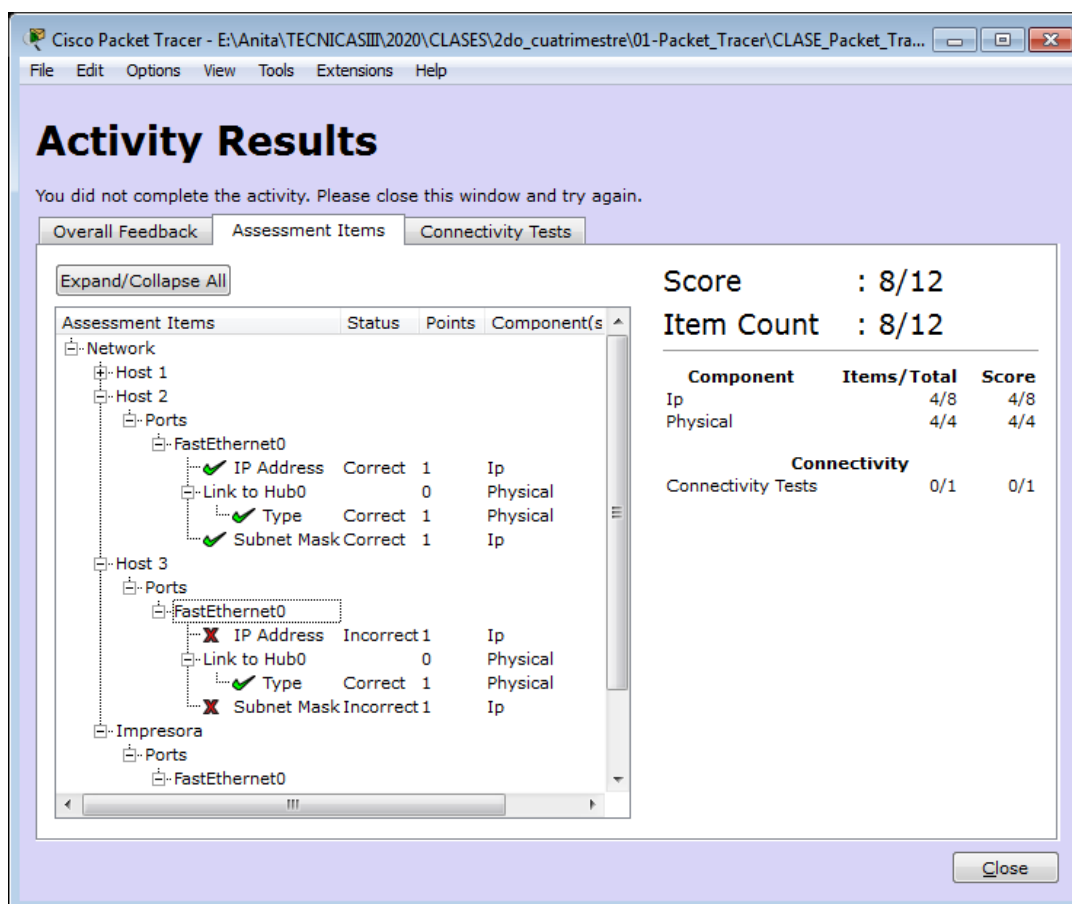 Cisco Packet Tracer - E:\Anita\TECNICASIII\2020\CLASES\2do_cuatrimestre\01-Packet_Tracer\CLASE_Packet_Tra...
File Edit Options View Tools Extensions Help
Activity Results
You did not complete the activity. Please close this window and try again.
Overall Feedback Assessment Items Connectivity Tests
Expand/Collapse All
Assessment Items Status Points Component(s
Network
Host 1
Host 2
Ports
FastEthernet0
IP Address Correct 1 Ip
Link to Hub0 0 Physical
Type Correct 1 Physical
Subnet Mask Correct 1 Ip
Host 3
Ports
FastEthernet0
IP Address Incorrect 1 Ip
Link to Hub0 0 Physical
Type Correct 1 Physical
Subnet Mask Incorrect 1 Ip
Impresora
Ports
FastEthernet0
Score : 8/12
Item Count : 8/12
Component Items/Total Score
Ip 4/8 4/8
Physical 4/4 4/4
Connectivity
Connectivity Tests 0/1 0/1
Close